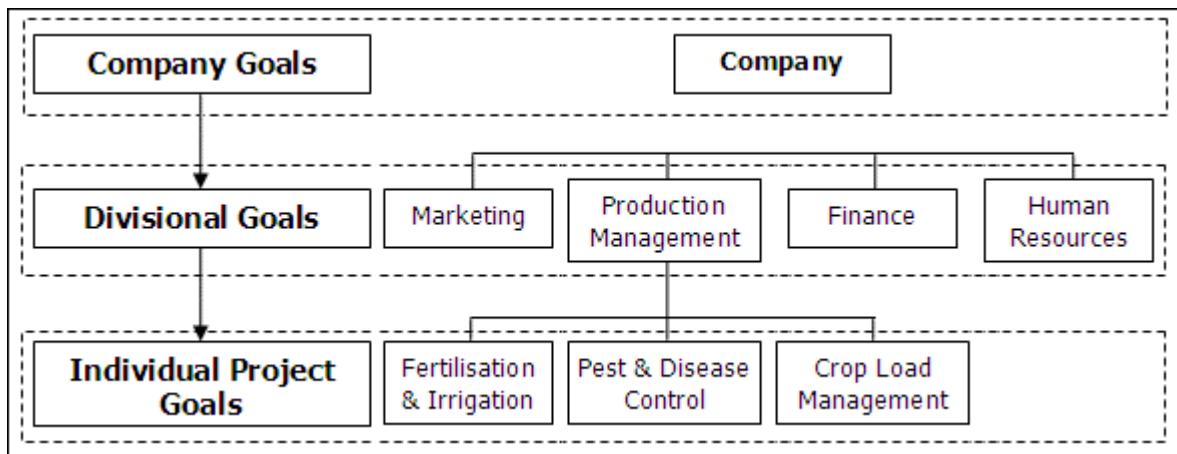 Company Goals
Company
Divisional Goals
Marketing
Production
Management
Finance
Human
Resources
Individual Project
Goals
Fertilisation
& Irrigation
Pest & Disease
Control
Crop Load
Management